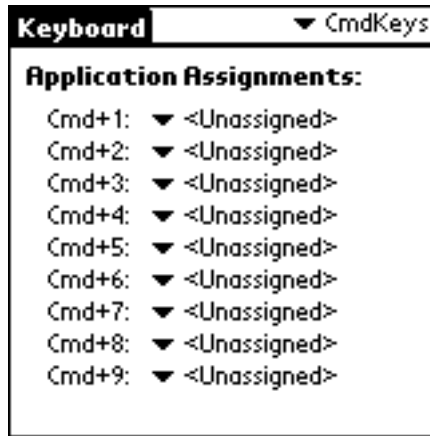 Keyboard CmdKeys
Application Assignments:
Cmd+1: <Unassigned>
Cmd+2: <Unassigned>
Cmd+3: <Unassigned>
Cmd+4: <Unassigned>
Cmd+5: <Unassigned>
Cmd+6: <Unassigned>
Cmd+7: <Unassigned>
Cmd+8: <Unassigned>
Cmd+9: <Unassigned>